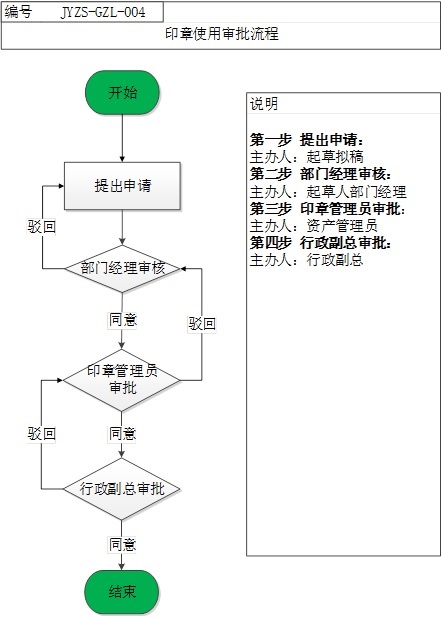 编号 JYZS-GZL-004
印章使用审批流程
开始
提出申请
驳回
部门经理审核
同意
驳回
印章管理员
审批
驳回
同意
行政副总审批
同意
结束
说明
第一步 提出申请：
主办人：起草拟稿
第二步 部门经理审核：
主办人：起草人部门经理
第三步 印章管理员审批：
主办人：资产管理员
第四步 行政副总审批：
主办人：行政副总